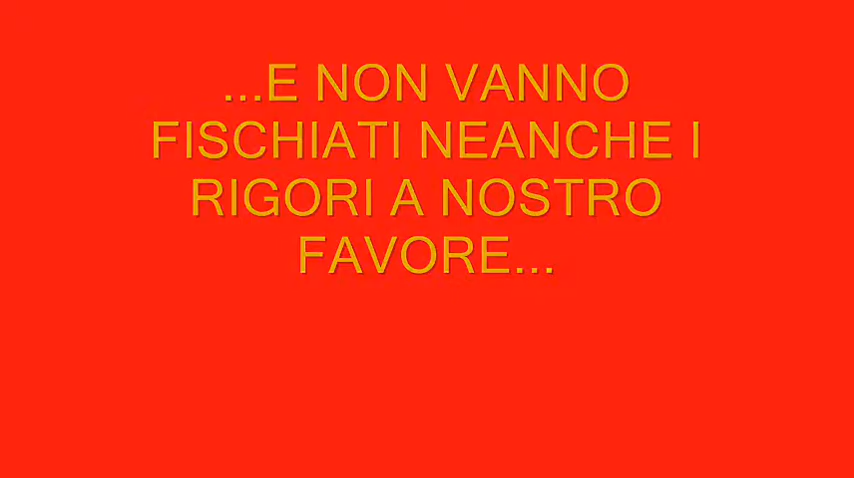 ...E NON VANNO
FISCHIATI NEANCHE I
RIGORI A NOSTRO
FAVORE...